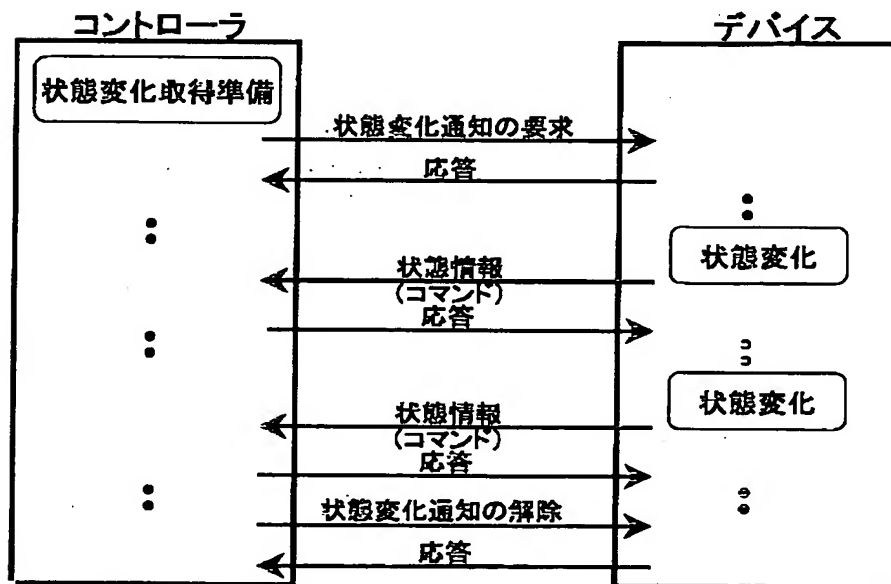 コントローラ
デバイス
状態変化取得準備
状態変化通知の要求
応答
状態変化
状態情報
(コマンド)
応答
状態変化
状態情報
(コマンド)
応答
状態変化通知の解除
応答